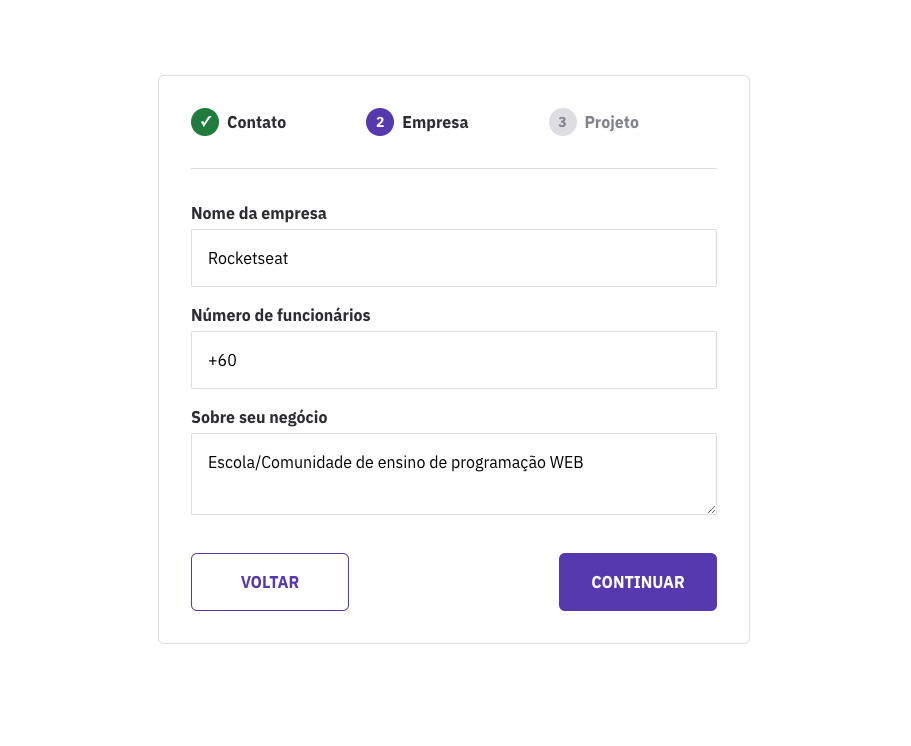 ✓ Contato 2 Empresa 3 Projeto
Nome da empresa
Rocketseat
Número de funcionários
+60
Sobre seu negócio
Escola/Comunidade de ensino de programação WEB
VOLTAR CONTINUAR